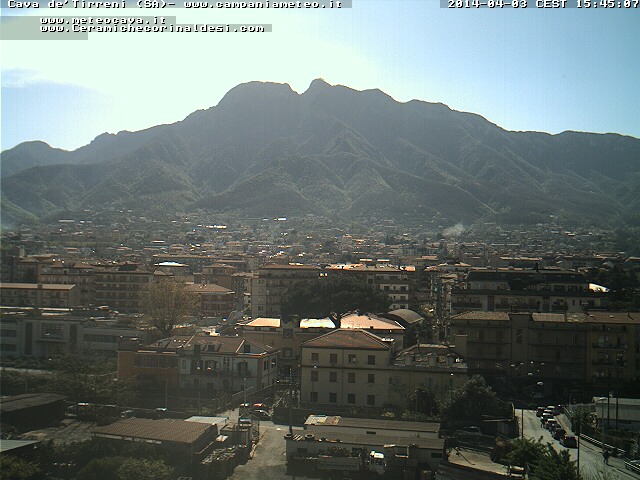 Cava de'Tirreni (SA)- www.campaniameteo.it
2014-04-03 CEST 15:45:07
www.meteocava.it
www.Ceramichecorinaldesi.com